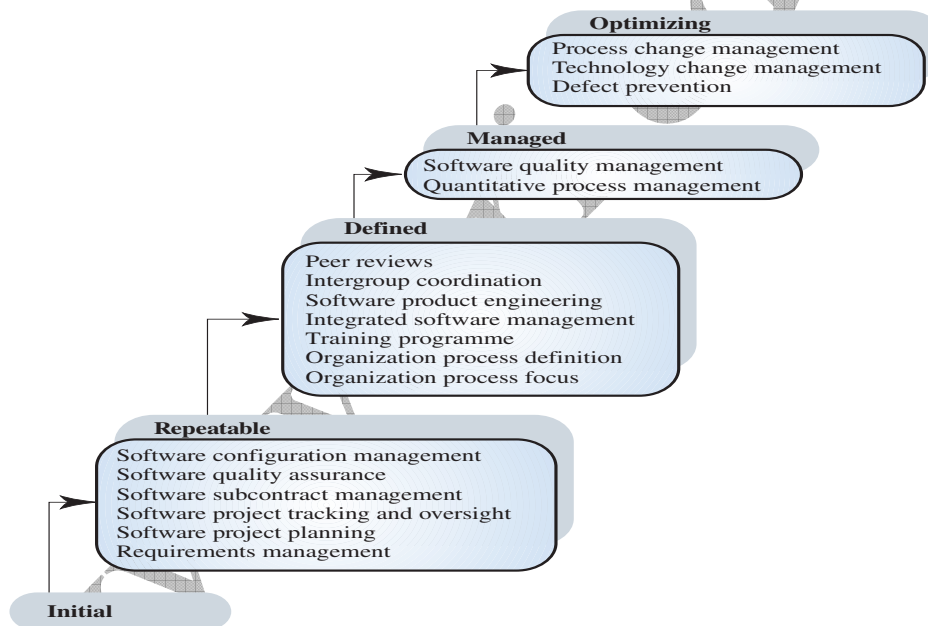 Optimizing
Process change management
Technology change management
Defect prevention
Managed
Software quality management
Quantitative process management
Defined
Peer reviews
Intergroup coordination
Software product engineering
Integrated software management
Training programme
Organization process definition
Organization process focus
Repeatable
Software configuration management
Software quality assurance
Software subcontract management
Software project tracking and oversight
Software project planning
Requirements management
Initial